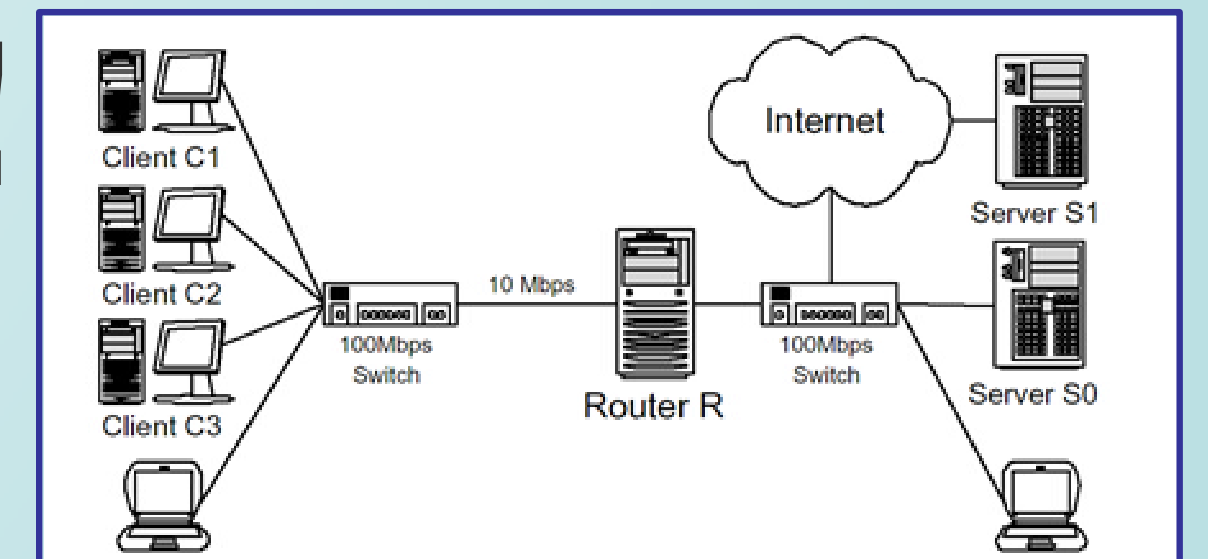 Client C1
Client C2
Client C3
100Mbps
Switch
10 Mbps
Router R
Internet
100Mbps
Switch
Server S1
Server S0